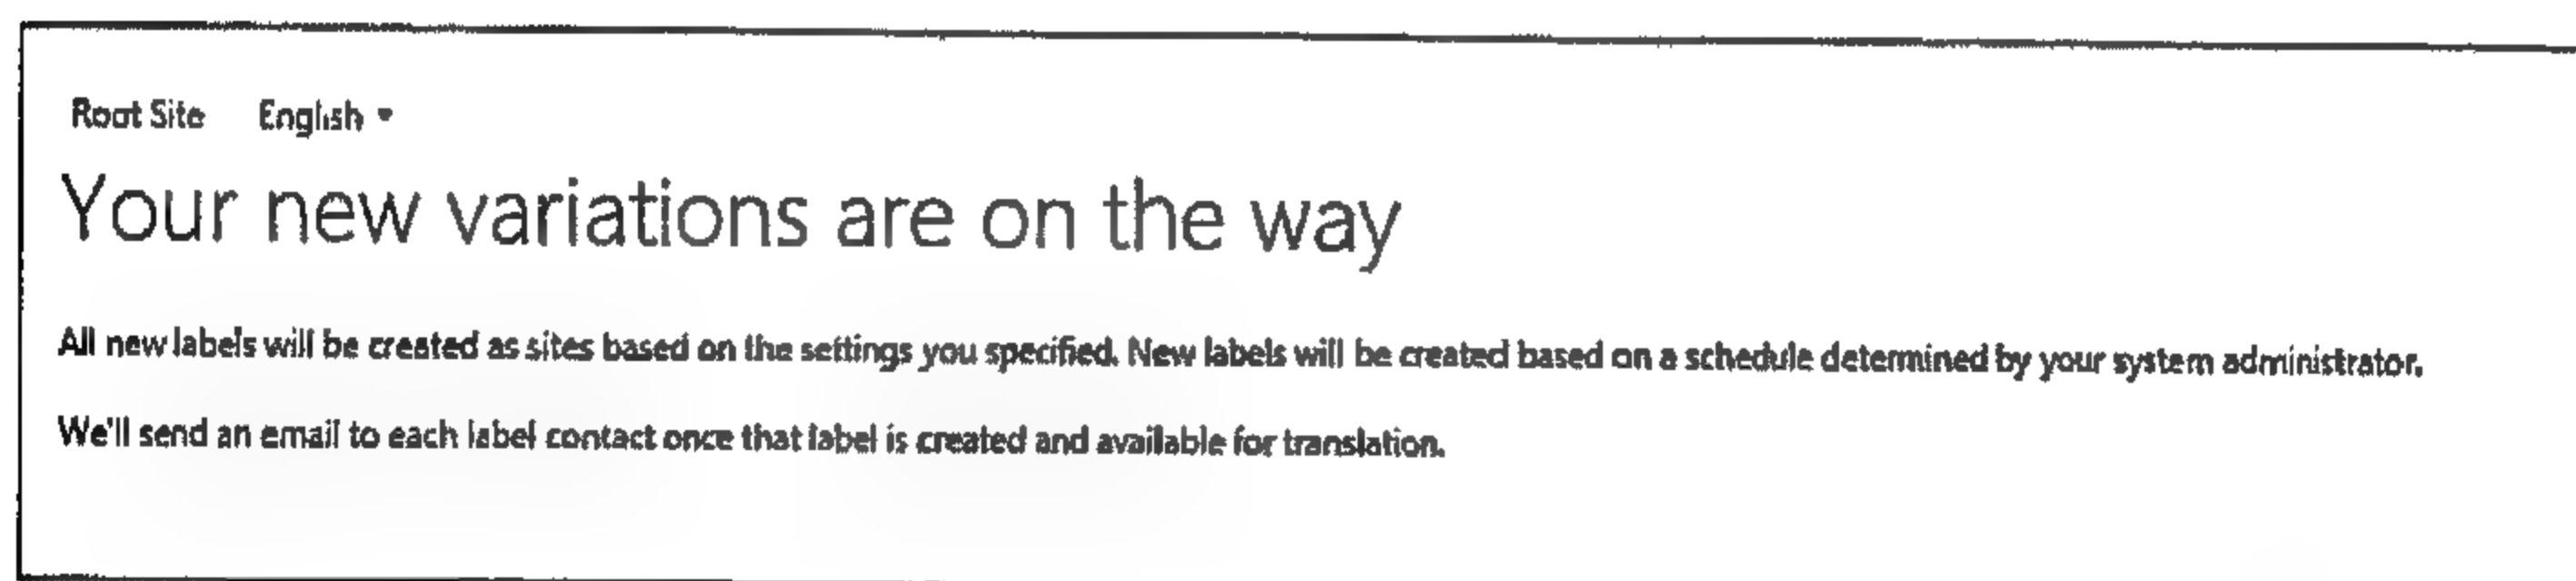 Root Site English
Your new variations are on the way
All new labels will be created as sites based on the settings you specified. New labels will be created based on a schedule determined by your system administrator.
We'll send an email to each label contact once that label is created and available for translation.